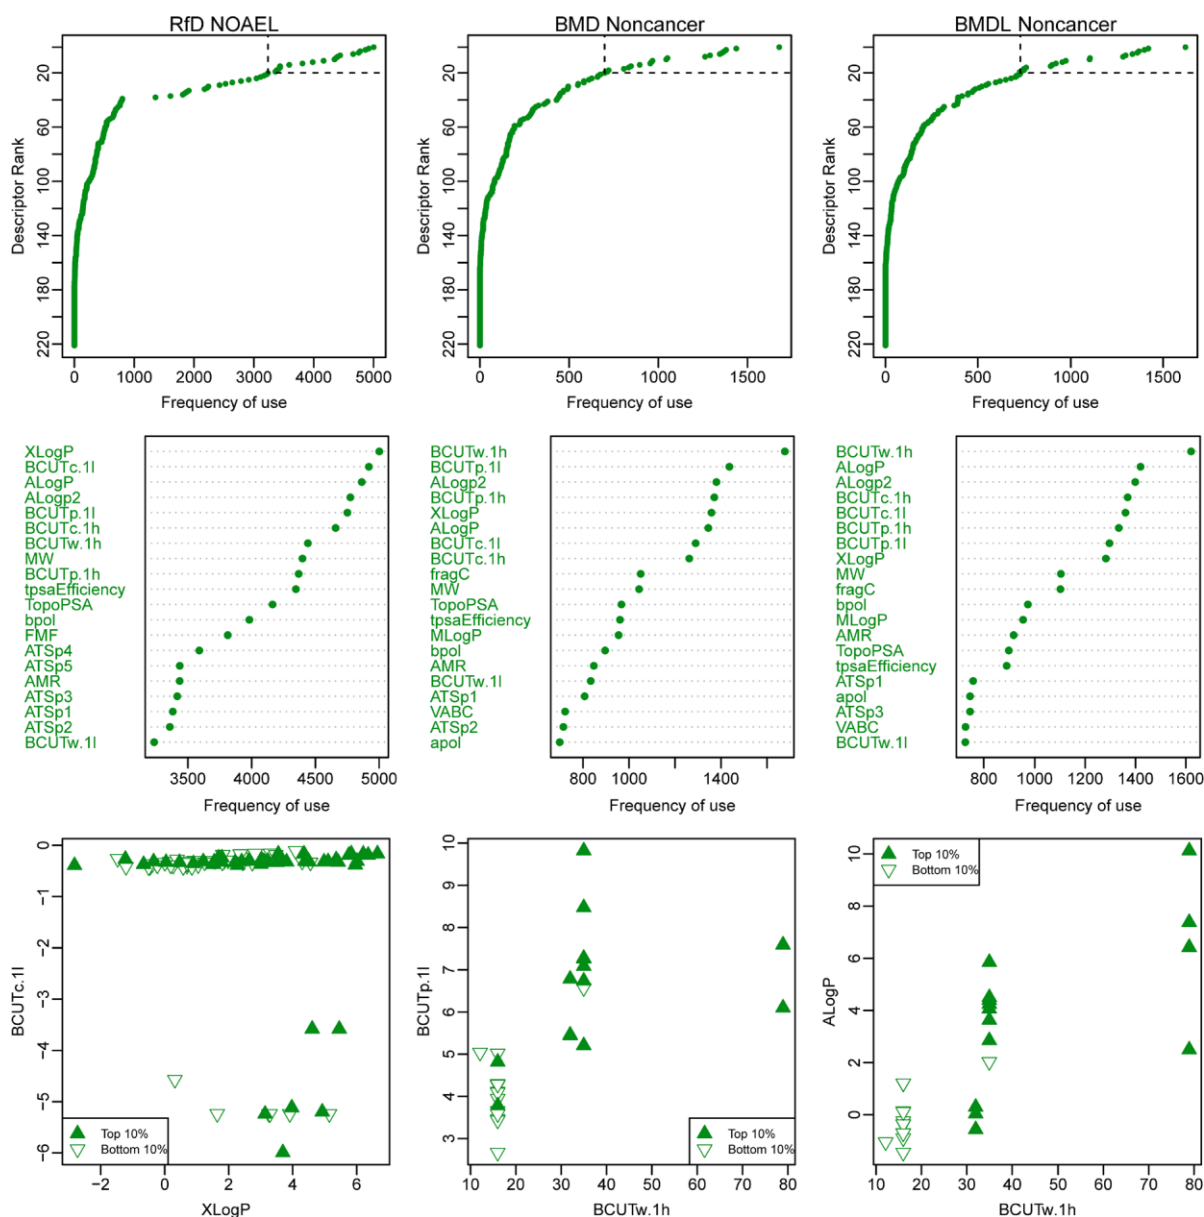 RfD NOAEL
BMD Noncancer
BMDL Noncancer
Descriptor Rank
20
60
100
140
180
220
0 1000 2000 3000 4000 5000
Frequency of use
Descriptor Rank
20
60
100
140
180
220
0 500 1000 1500
Frequency of use
Descriptor Rank
20
60
100
140
180
220
0 500 1000 1500
Frequency of use
XLogP
BCUTc.1l
ALogP
ALogp2
BCUTp.1l
BCUTc.1h
BCUTw.1h
MW
BCUTp.1h
tpsaEfficiency
TopoPSA
bpol
FMF
ATSp4
ATSp5
AMR
ATSp3
ATSp1
ATSp2
BCUTw.1l
3500 4000 4500 5000
Frequency of use
BCUTw.1h
BCUTp.1l
ALogp2
BCUTp.1h
XLogP
ALogP
BCUTc.1l
BCUTc.1h
fragC
MW
TopoPSA
tpsaEfficiency
MLogP
bpol
AMR
BCUTw.1l
ATSp1
VABC
ATSp2
apol
800 1000 1400
Frequency of use
BCUTw.1h
ALogP
ALogp2
BCUTc.1h
BCUTc.1l
BCUTp.1h
BCUTp.1l
XLogP
MW
fragC
bpol
MLogP
AMR
TopoPSA
tpsaEfficiency
ATSp1
apol
ATSp3
VABC
BCUTw.1l
800 1000 1200 1400 1600
Frequency of use
BCUTc.1l
0
−1
−2
−3
−4
−5
−6
Top 10%
Bottom 10%
−2 0 2 4 6
XLogP
BCUTp.1l
10
9
8
7
6
5
4
3
Top 10%
Bottom 10%
10 20 30 40 50 60 70 80
BCUTw.1h
ALogP
10
8
6
4
2
0
Top 10%
Bottom 10%
10 20 30 40 50 60 70 80
BCUTw.1h